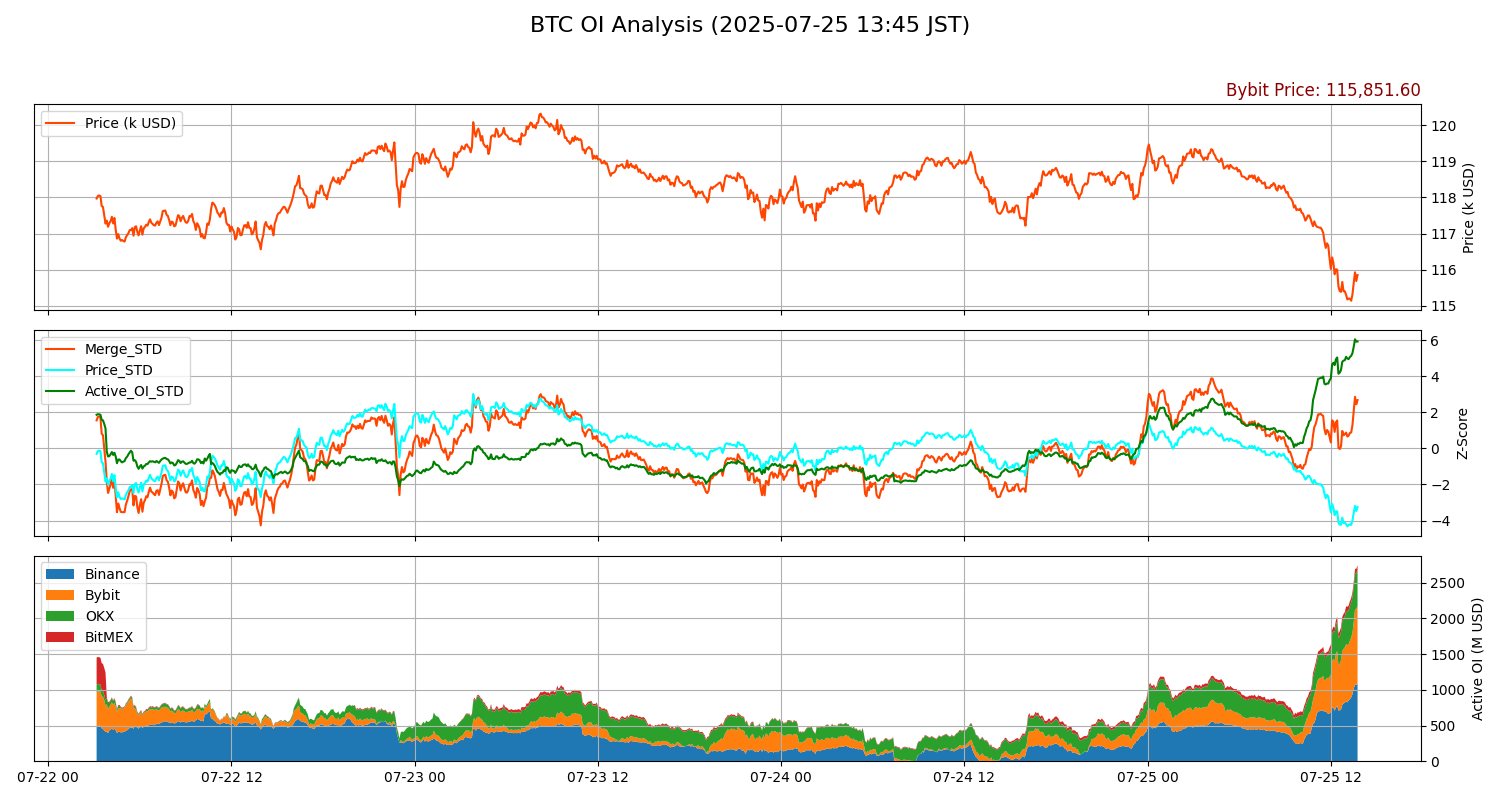 BTC OI Analysis (2025-07-25 13:45 JST)
Bybit Price: 115,851.60
Price (k USD)
120
119
118
117
116
115
Price (k USD)
Merge_STD
Price_STD
Active_OI_STD
6
4
2
0
−2
−4
Z-Score
Binance
Bybit
OKX
BitMEX
2500
2000
1500
1000
500
0
Active OI (M USD)
07-22 00
07-22 12
07-23 00
07-23 12
07-24 00
07-24 12
07-25 00
07-25 12